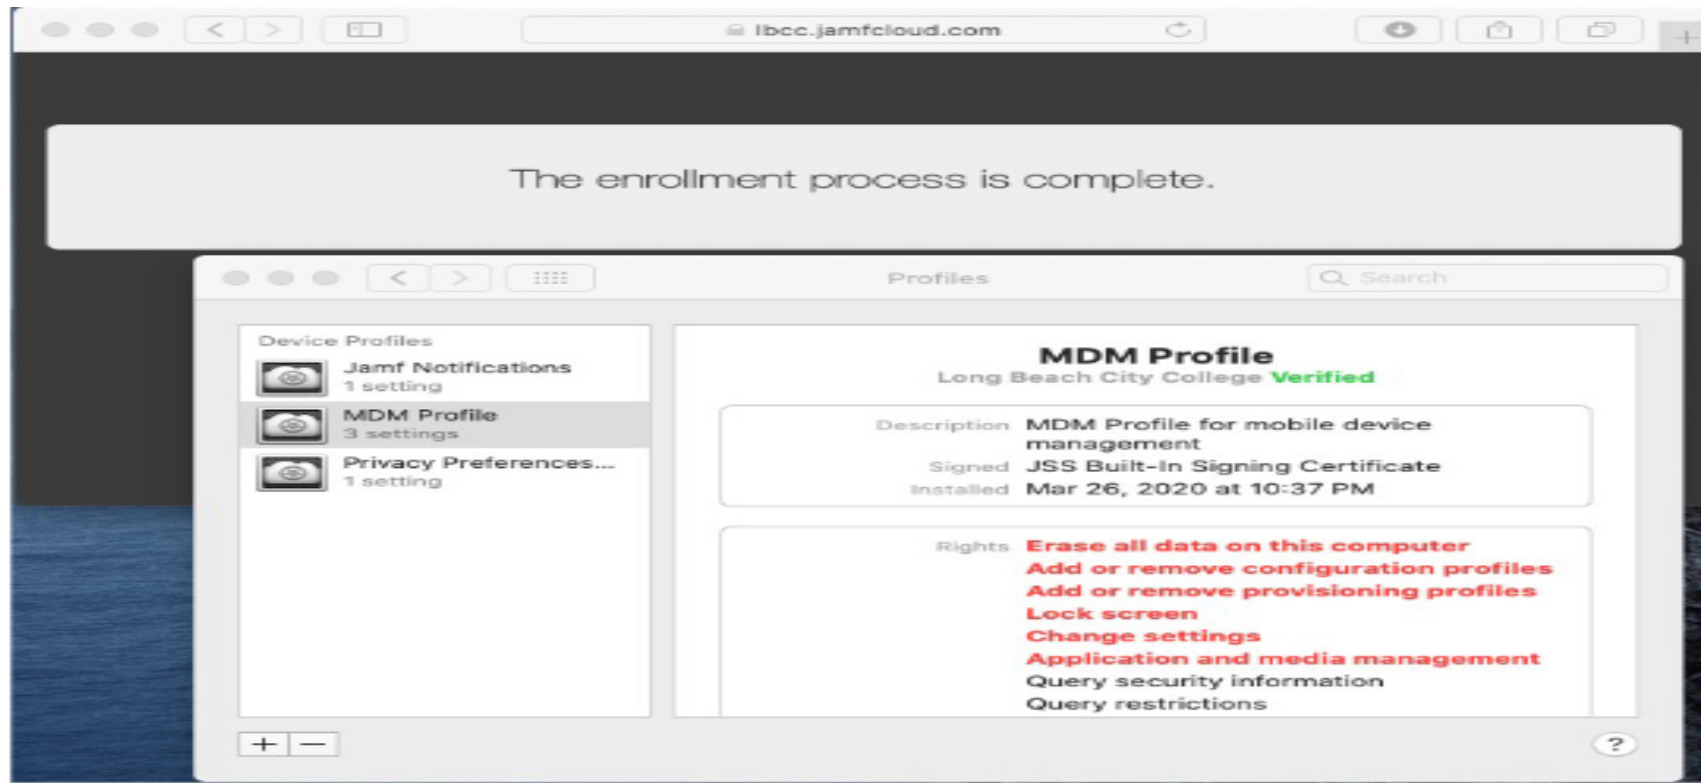 lbcc.jamfcloud.com
The enrollment process is complete.
Profiles
Search
Device Profiles
Jamf Notifications
1 setting
MDM Profile
3 settings
Privacy Preferences...
1 setting
MDM Profile
Long Beach City College Verified
Description MDM Profile for mobile device
management
Signed JSS Built-In Signing Certificate
Installed Mar 26, 2020 at 10:37 PM
Rights Erase all data on this computer
Add or remove configuration profiles
Add or remove provisioning profiles
Lock screen
Change settings
Application and media management
Query security information
Query restrictions